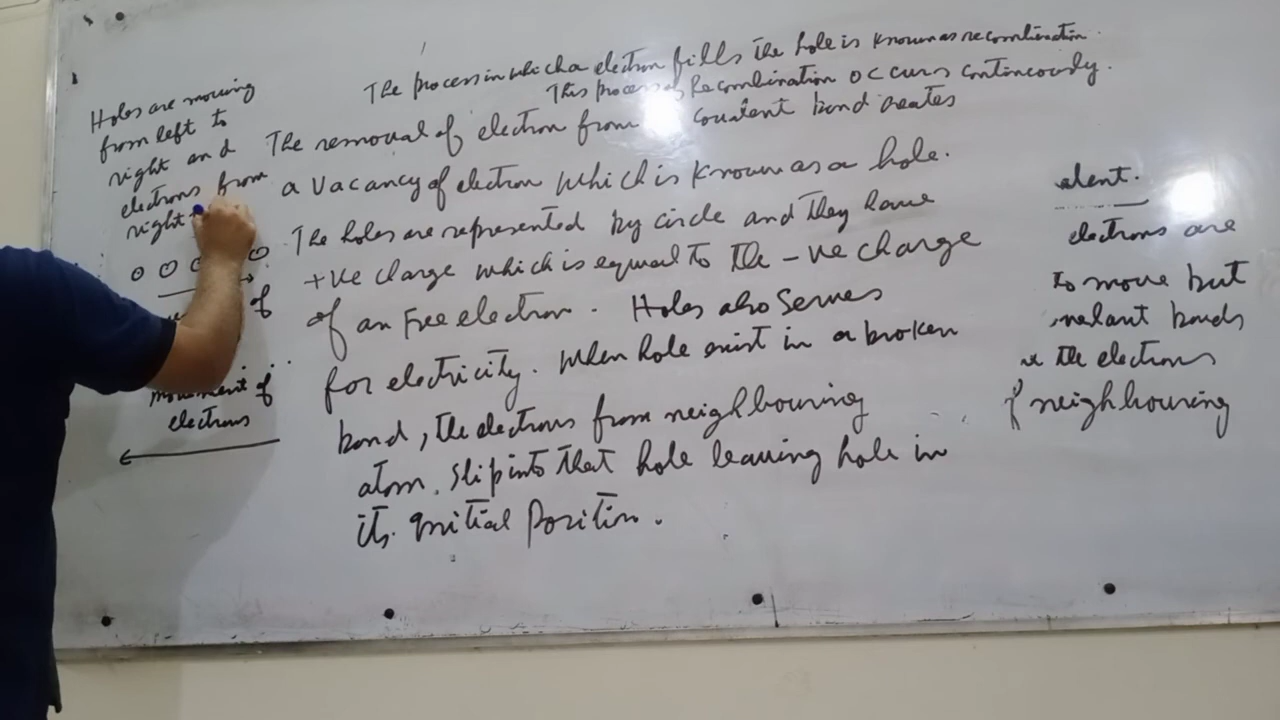 The process in which a electron fills the hole is known as recombination.
This process of Recombination occurs continuously.
Holes are moving
from left to
right and
electrons from
right
of
movement of
electrons
The removal of electron from covalent bond creates
a vacancy of electron which is known as a hole.
The holes are represented by circle and they have
+ve charge which is equal to the -ve charge
of an free electron. Holes also serves
for electricity. when hole exist in a broken
bond, the electrons from neighbouring
atom. slip into that hole leaving hole in
its initial position.
electrons are
to move but
bonds
the electrons
of neighbouring